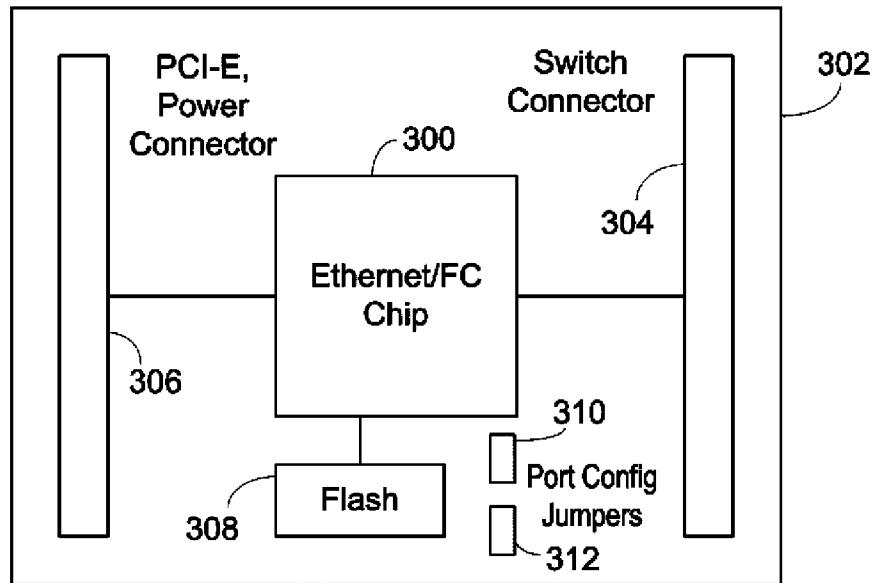 PCI-E,
Power
Connector
Switch
Connector
302
300
304
Ethernet/FC
Chip
306
310
Port Config
Jumpers
Flash
308
312